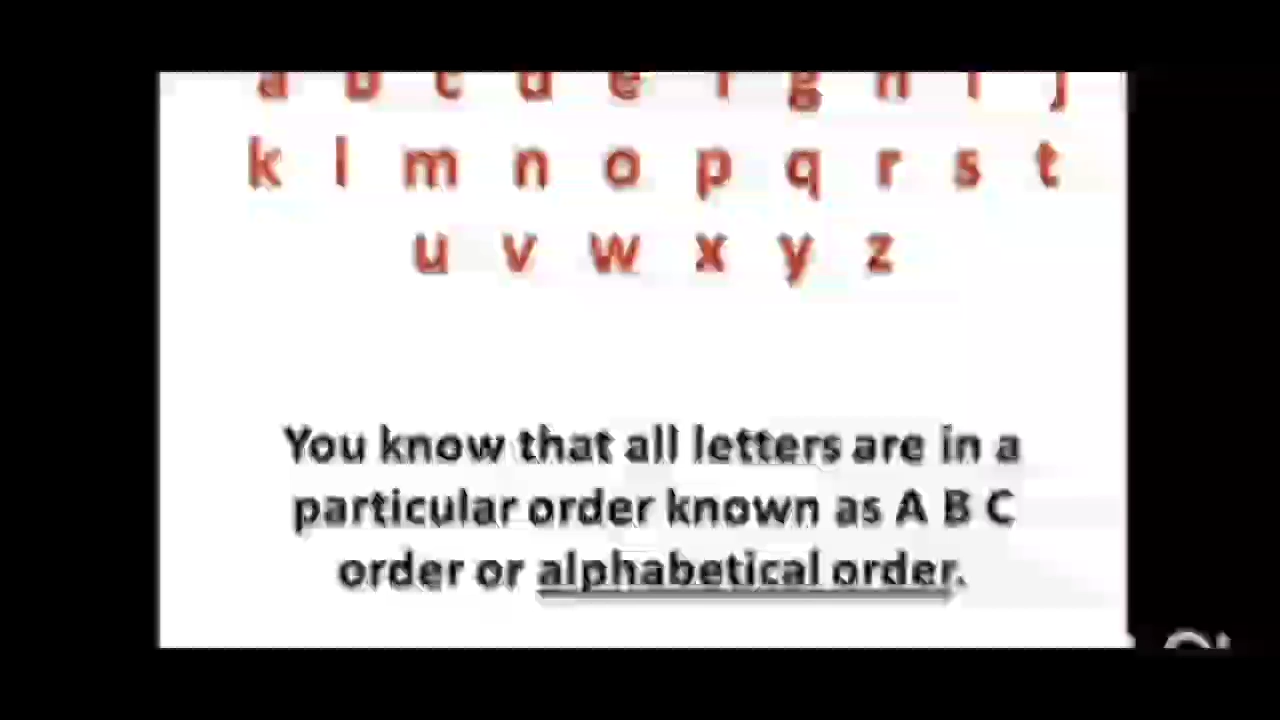 a b c d e f g h i j
k l m n o p q r s t
u v w x y z
You know that all letters are in a
particular order known as A B C
order or alphabetical order.